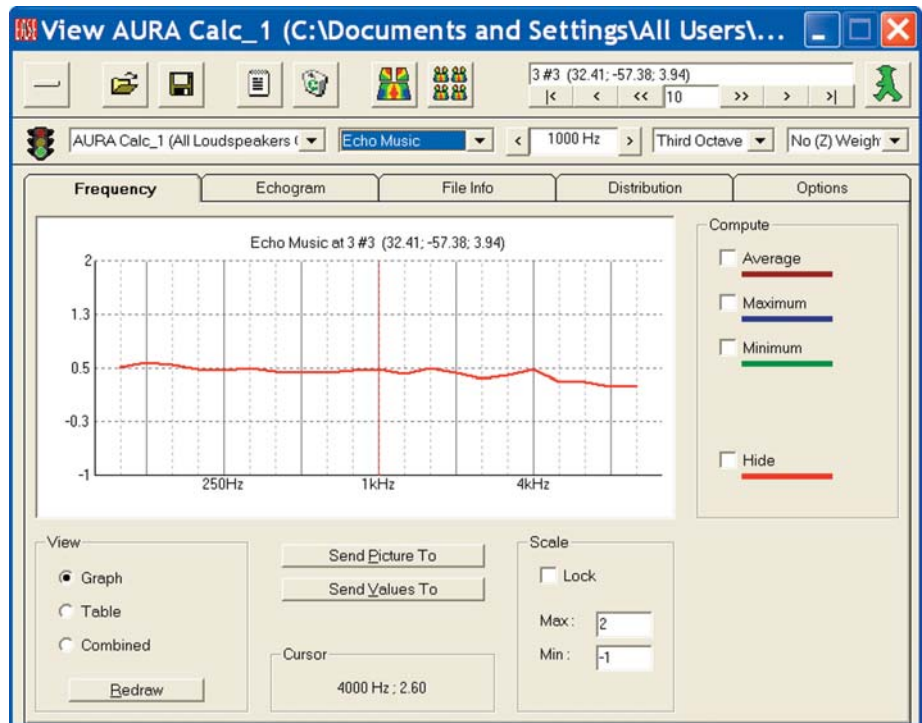 EASE View AURA Calc_1 (C:\Documents and Settings\All Users\...
3 #3 (32.41; -57.38; 3.94)
|< < << 10 >> > >|
AURA Calc_1 (All Loudspeakers ( Echo Music < 1000 Hz > Third Octave No (Z) Weigh
Frequency Echogram File Info Distribution Options
Echo Music at 3 #3 (32.41; -57.38; 3.94)
2
1.3
0.5
-0.3
-1
250Hz 1kHz 4kHz
Compute
Average
Maximum
Minimum
Hide
View
Graph
Table
Combined
Redraw
Send Picture To
Send Values To
Cursor
4000 Hz ; 2.60
Scale
Lock
Max : 2
Min : -1